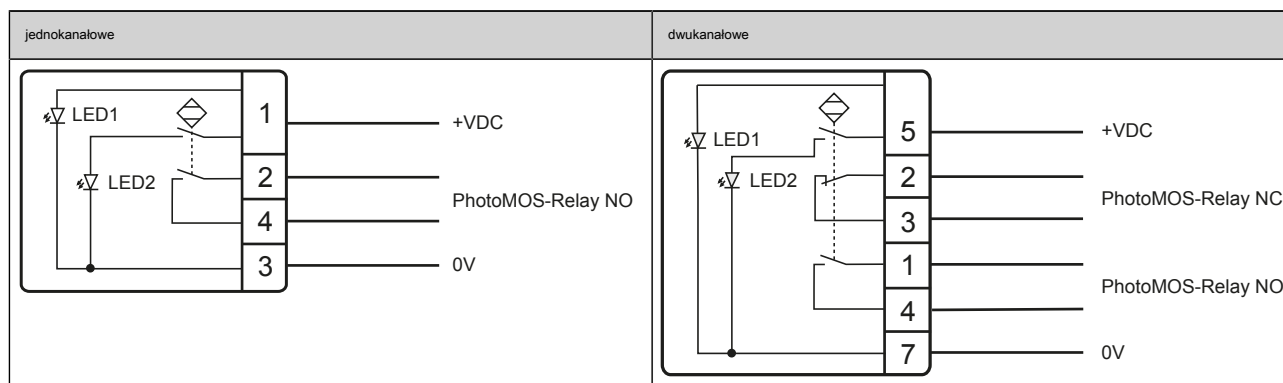 jednokanałowe
LED1
LED2
1
2
4
3
+VDC
PhotoMOS-Relay NO
0V
dwukanałowe
LED1
LED2
5
2
3
1
4
7
+VDC
PhotoMOS-Relay NC
PhotoMOS-Relay NO
0V